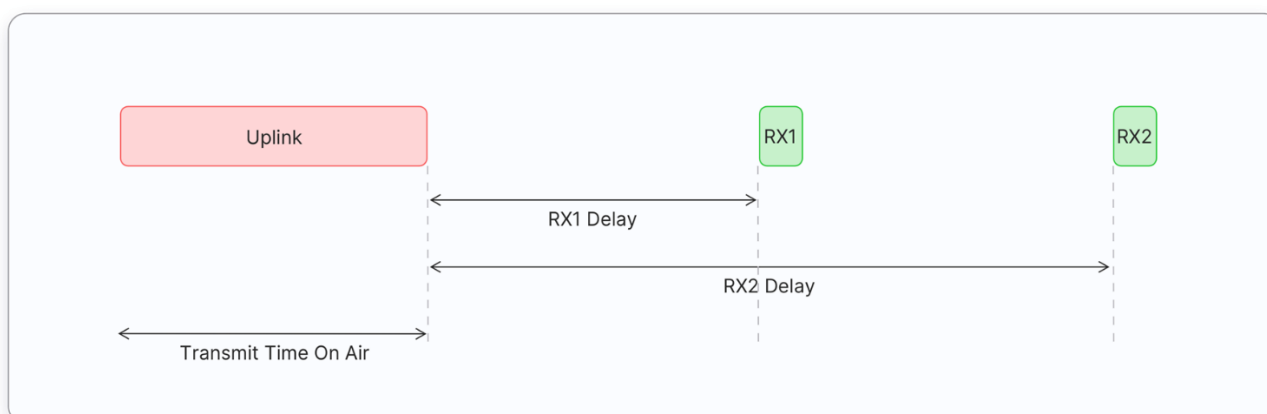 Uplink
RX1
RX2
RX1 Delay
RX2 Delay
Transmit Time On Air